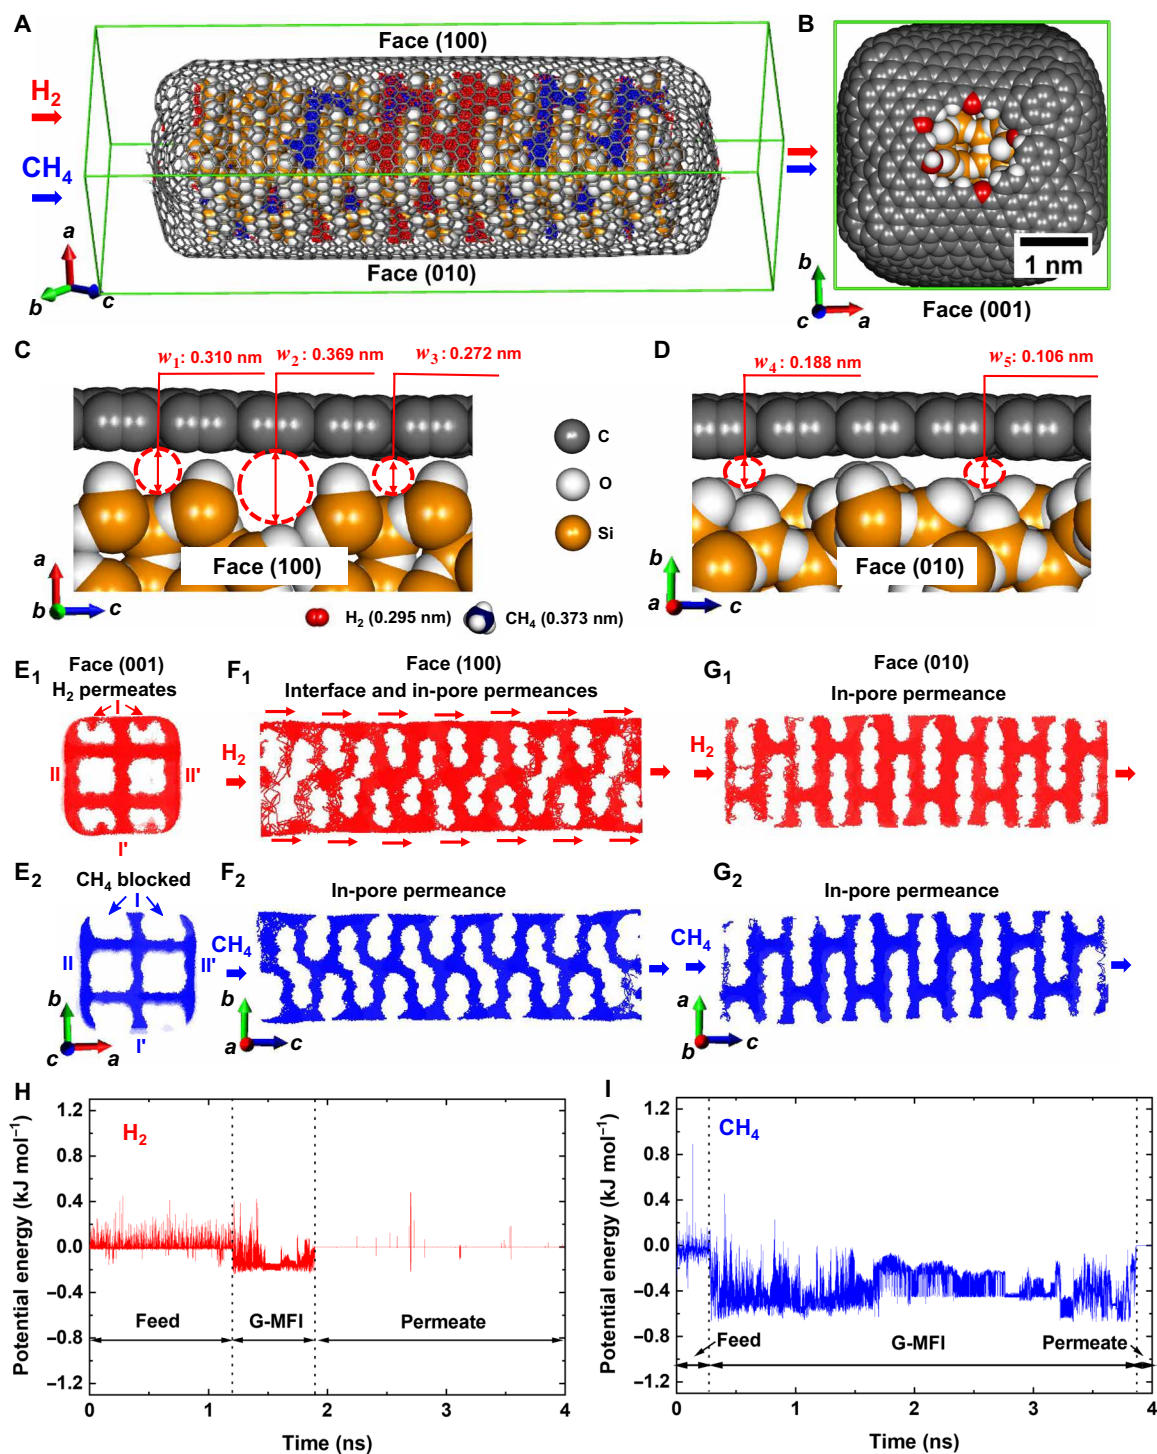 A
Face (100)
H2
CH4
Face (010)
a
b
c
B
1 nm
b
c
a
Face (001)
C
w1: 0.310 nm
w2: 0.369 nm
w3: 0.272 nm
Face (100)
a
b
c
C
O
Si
H2 (0.295 nm)
CH4 (0.373 nm)
D
w4: 0.188 nm
w5: 0.106 nm
Face (010)
b
a
c
E1
Face (001)
H2 permeates
I
II
II'
I'
F1
Face (100)
Interface and in-pore permeances
H2
G1
Face (010)
In-pore permeance
H2
E2
CH4 blocked
I
II
II'
I'
b
c
a
F2
In-pore permeance
CH4
b
a
c
G2
In-pore permeance
CH4
a
b
c
H
Potential energy (kJ mol−1)
1.2
0.8
0.4
0.0
−0.4
−0.8
−1.2
H2
Feed
G-MFI
Permeate
0
1
2
3
4
Time (ns)
I
Potential energy (kJ mol−1)
1.2
0.8
0.4
0.0
−0.4
−0.8
−1.2
CH4
Feed
G-MFI
Permeate
0
1
2
3
4
Time (ns)